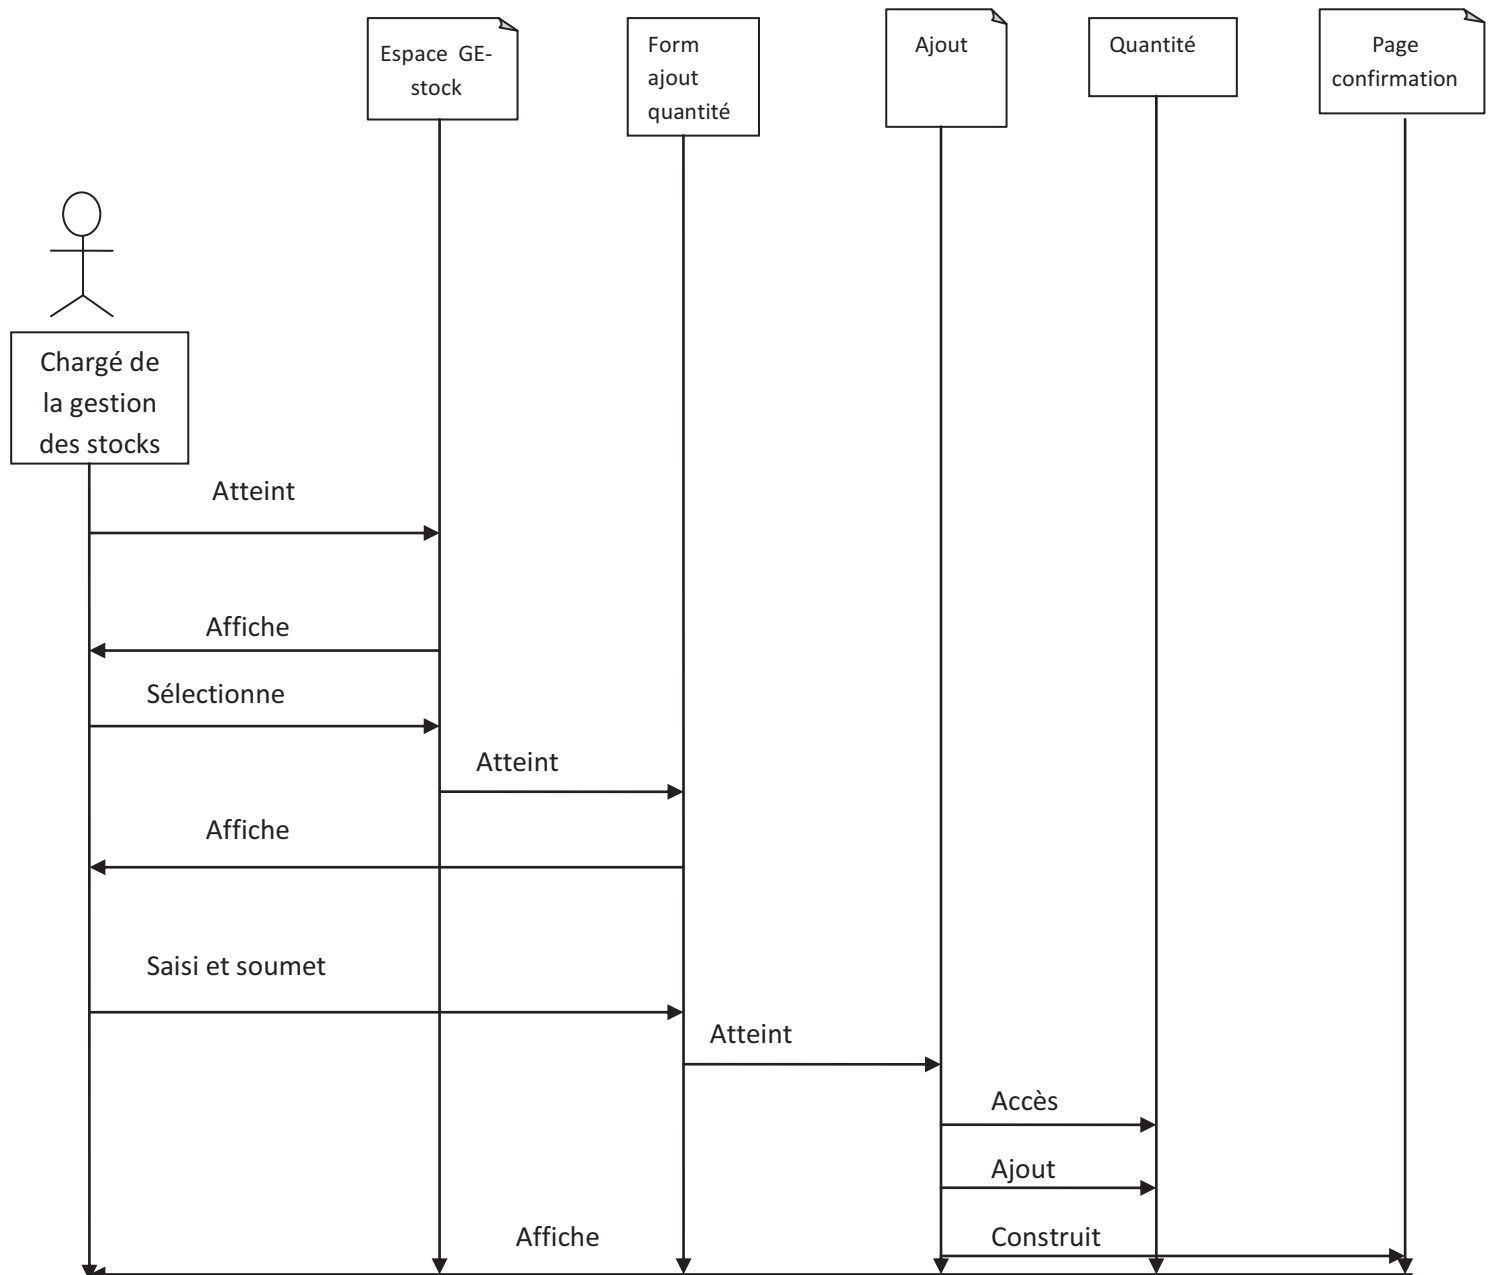 Espace GE-
stock
Form
ajout
quantité
Ajout
Quantité
Page
confirmation
Chargé de
la gestion
des stocks
Atteint
Affiche
Sélectionne
Atteint
Affiche
Saisi et soumet
Atteint
Accès
Ajout
Affiche
Construit